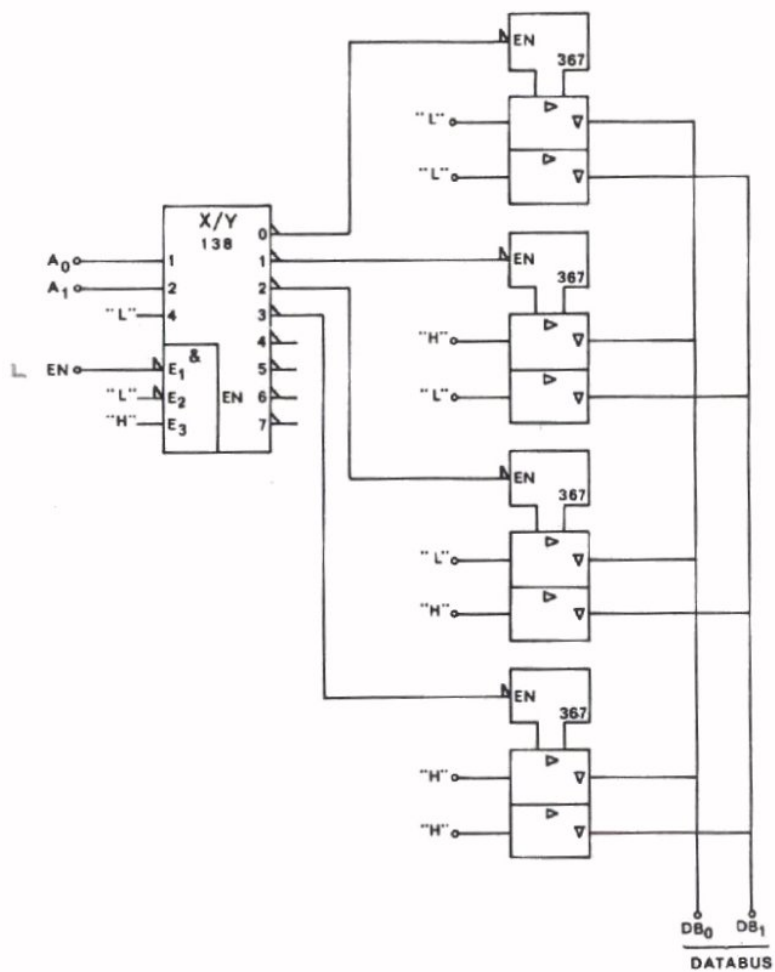 EN
367
"L"
"L"
X/Y
138
0
1
2
3
4
5
6
7
A0
A1
"L"
1
2
4
&
L
EN
"L"
"H"
E1
E2
E3
EN
EN
367
"H"
"L"
EN
367
"L"
"H"
EN
367
"H"
"H"
DB0 DB1
DATABUS